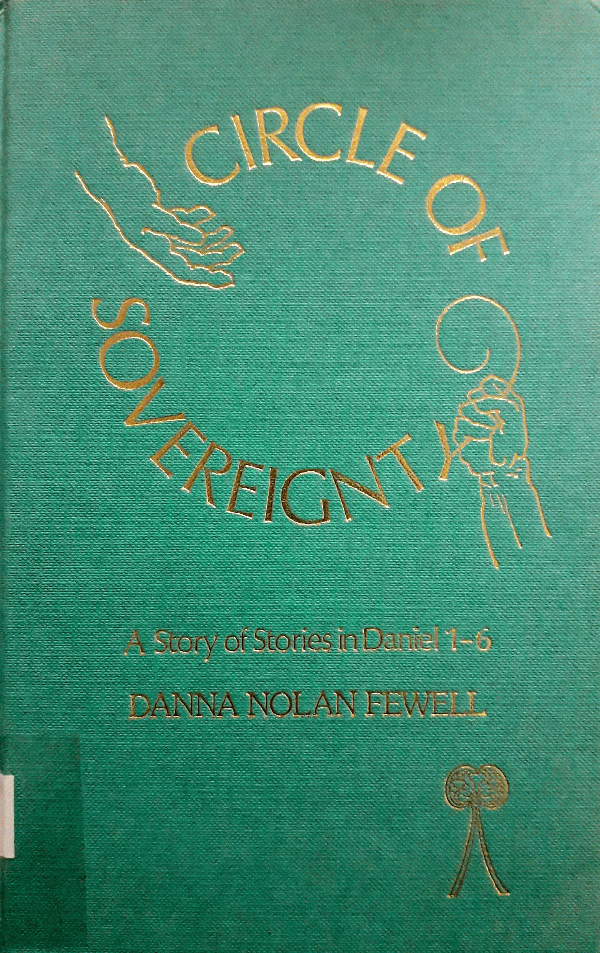 CIRCLE OF
SOVEREIGNTY
A Story of Stories in Daniel 1–6
DANNA NOLAN FEWELL